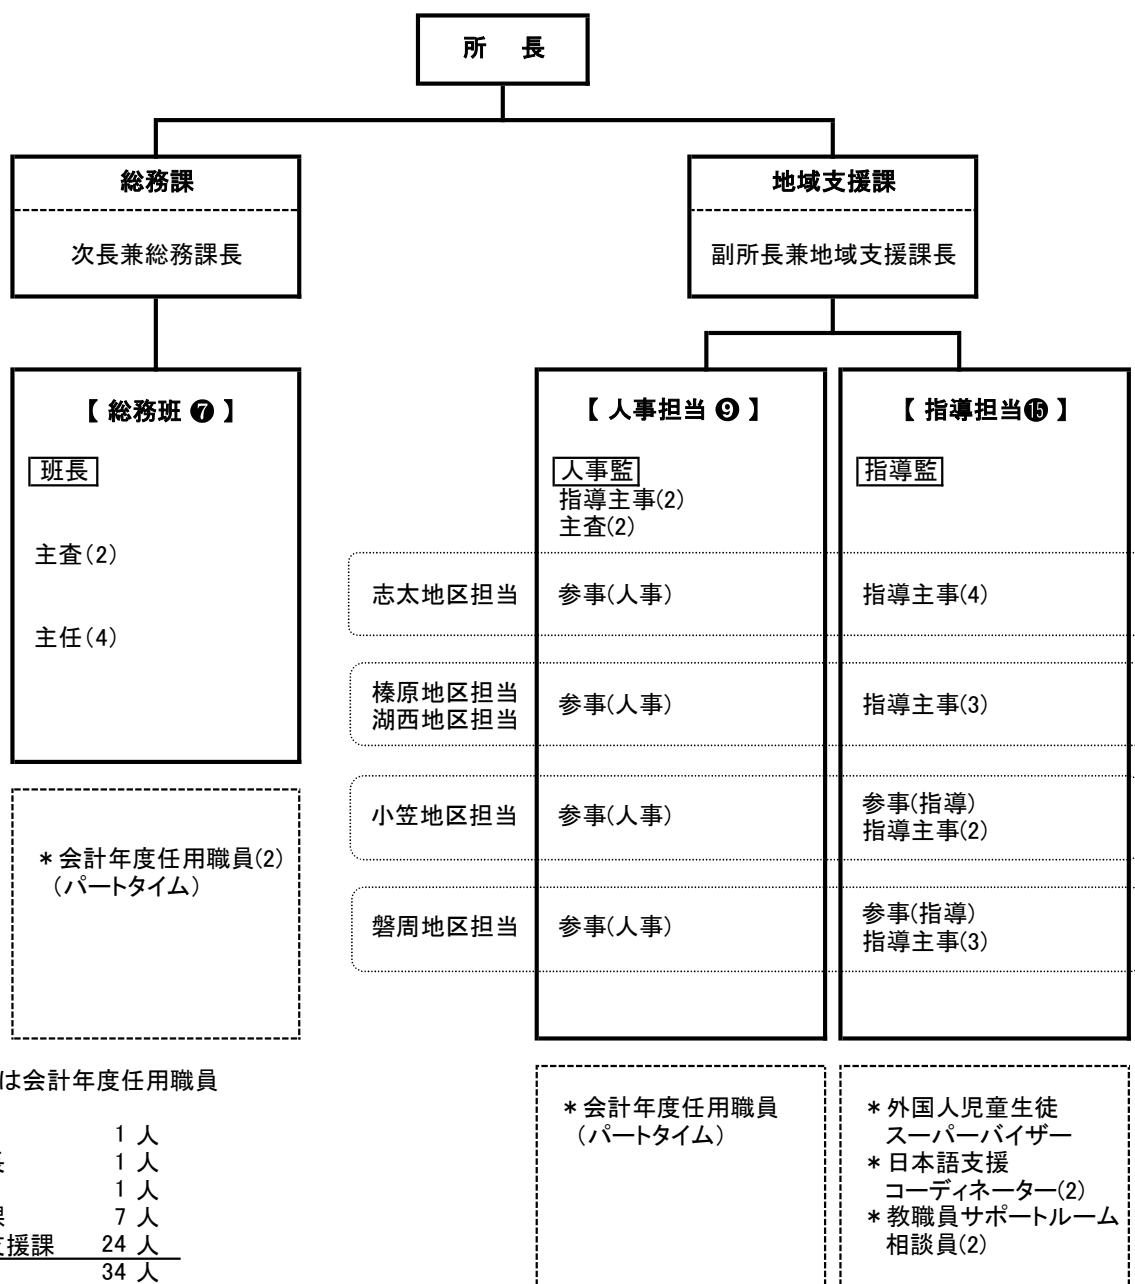 所　長
総務課
次長兼総務課長
地域支援課
副所長兼地域支援課長
【 総務班 ❼ 】
班長
主査(2)
主任(4)
＊会計年度任用職員(2)
（パートタイム）
【 人事担当 ❾ 】
人事監
指導主事(2)
主査(2)
【 指導担当⓯ 】
指導監
志太地区担当　参事(人事)　指導主事(4)
榛原地区担当
湖西地区担当　参事(人事)　指導主事(3)
小笠地区担当　参事(人事)　参事(指導)
指導主事(2)
磐周地区担当　参事(人事)　参事(指導)
指導主事(3)
＊会計年度任用職員
（パートタイム）
＊外国人児童生徒
スーパーバイザー
＊日本語支援
コーディネーター(2)
＊教職員サポートルーム
相談員(2)
は会計年度任用職員
1 人
長　1 人
1 人
課　7 人
支援課　24 人
34 人